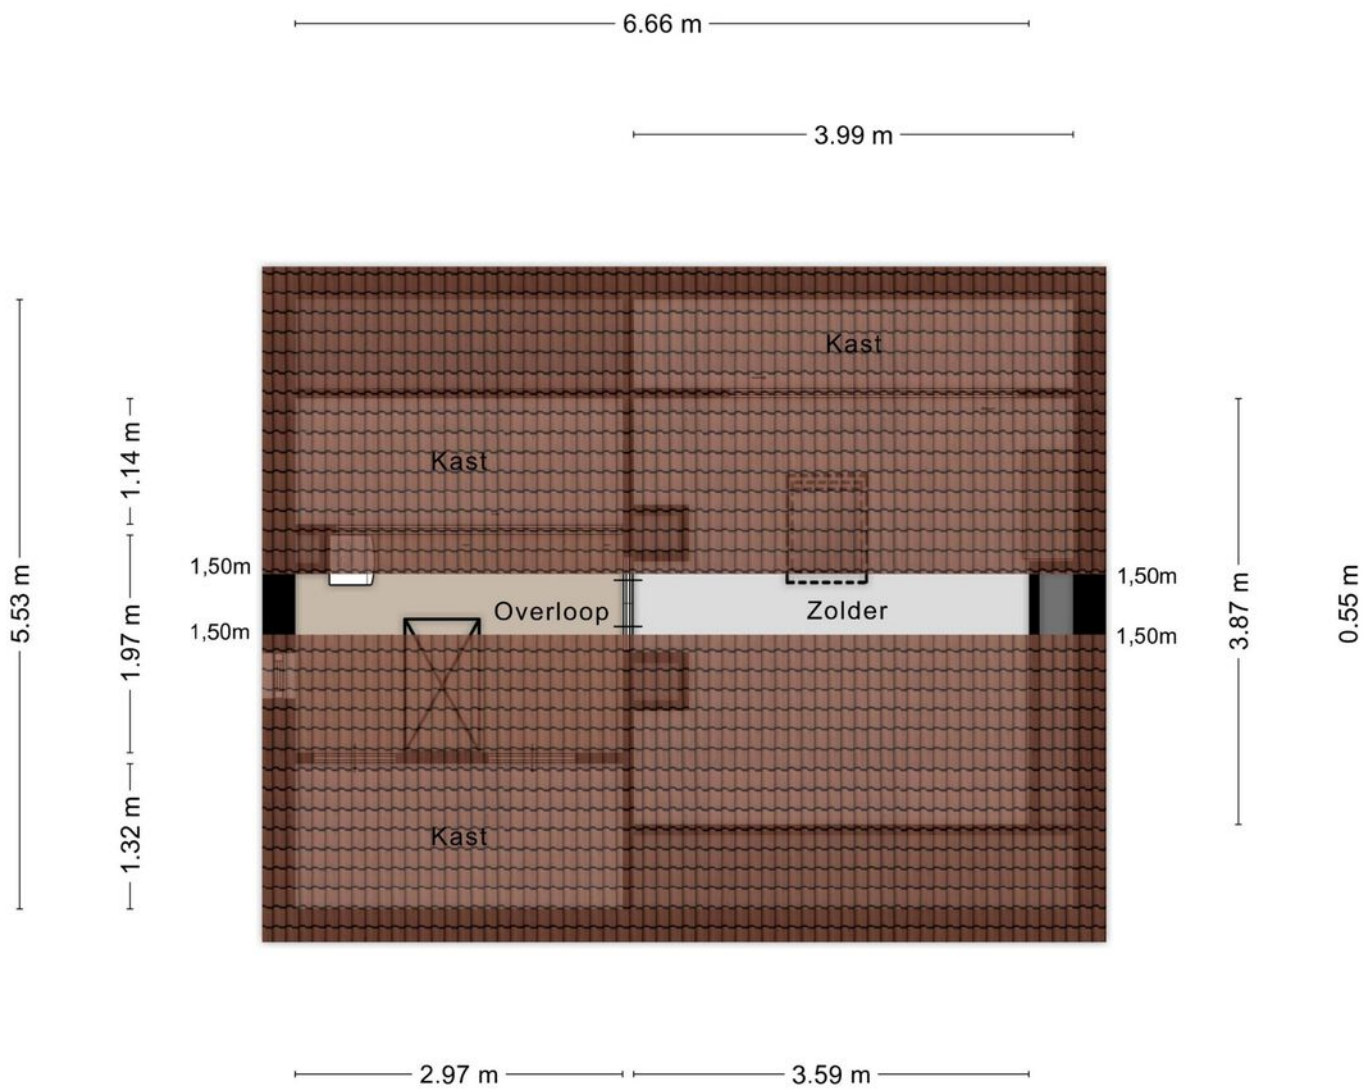 6.66 m
3.99 m
Kast
Kast
1.14 m
1,50m
1,50m
5.53 m
1.97 m
Overloop
Zolder
3.87 m
0.55 m
1,50m
1,50m
1.32 m
Kast
2.97 m
3.59 m